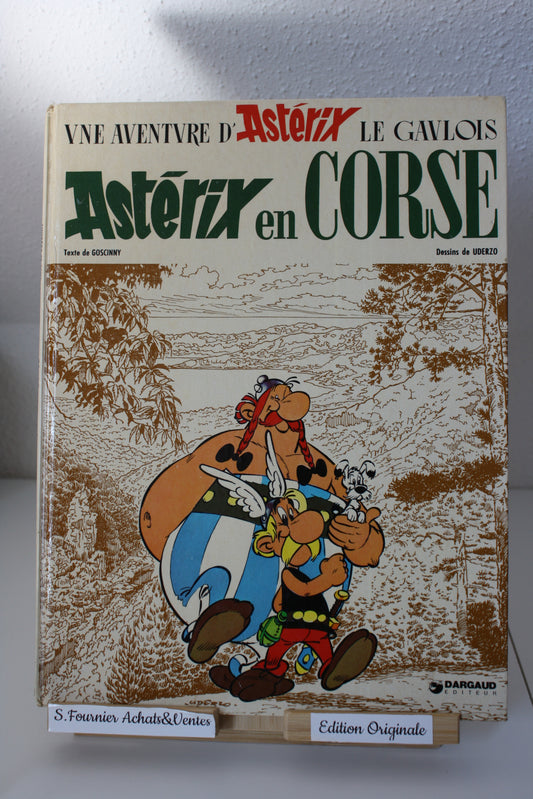 VNE AVENTVRE D'Astérix LE GAVLOIS
Astérix en CORSE
Texte de GOSCINNY
Dessins de UDERZO
DARGAUD
EDITEUR
S.Fournier Achats&Ventes
Edition Originale